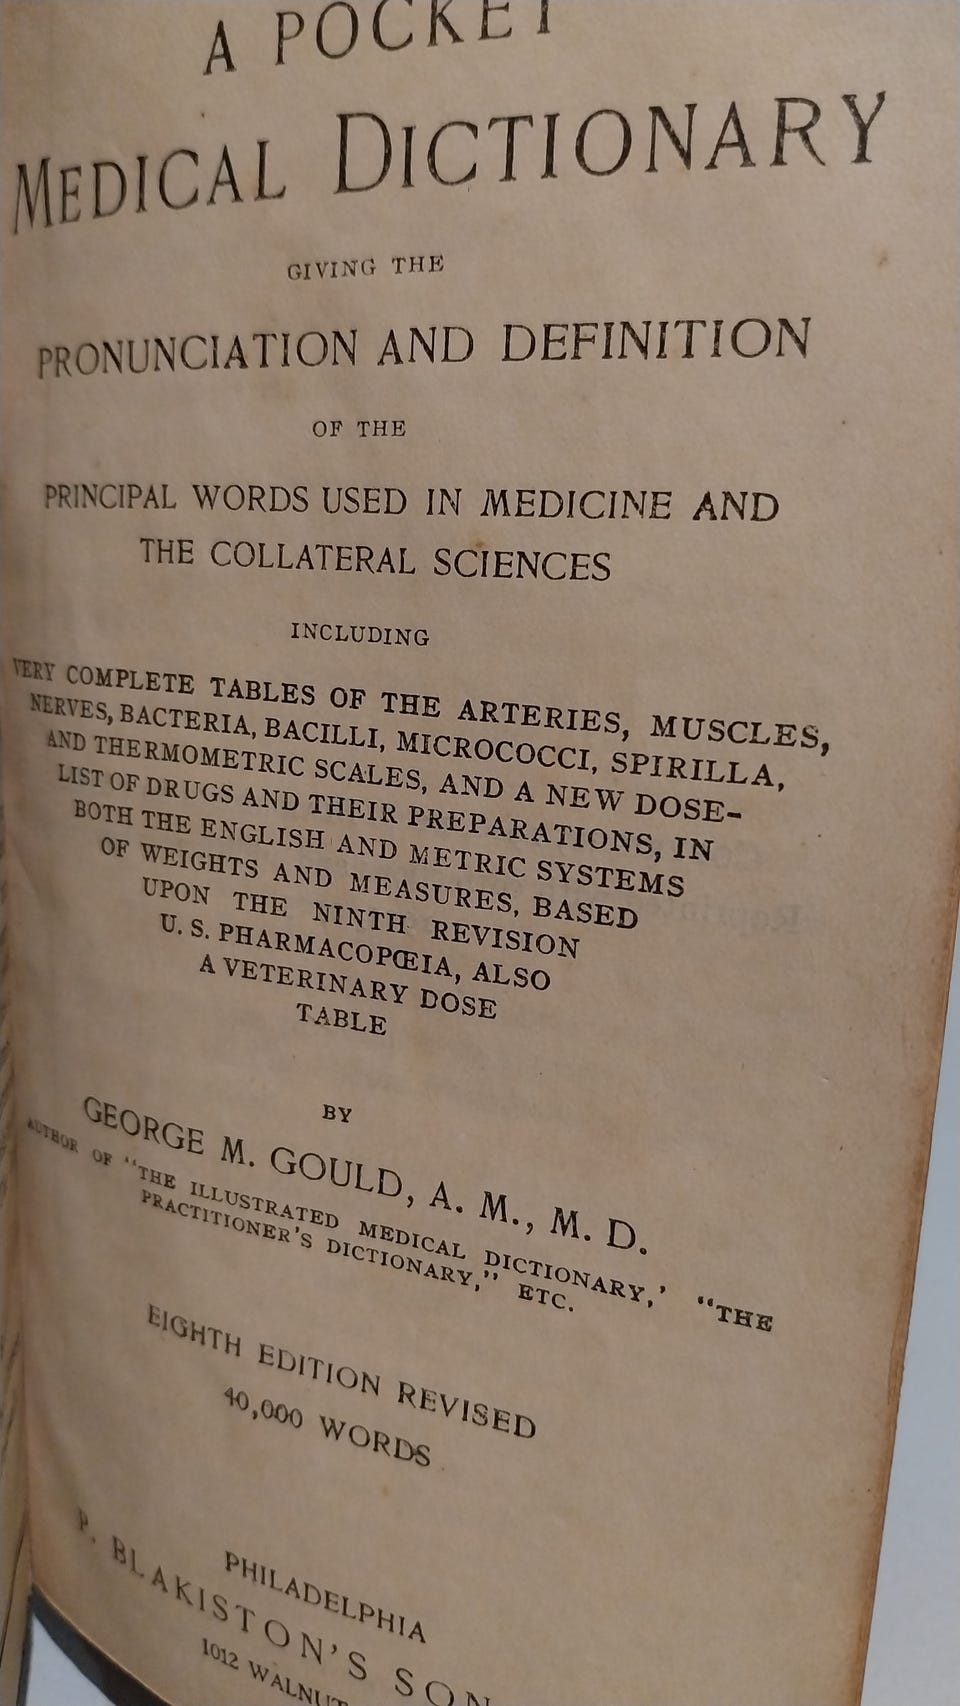 A POCKET
MEDICAL DICTIONARY
GIVING THE
PRONUNCIATION AND DEFINITION
OF THE
PRINCIPAL WORDS USED IN MEDICINE AND
THE COLLATERAL SCIENCES
INCLUDING
VERY COMPLETE TABLES OF THE ARTERIES, MUSCLES,
NERVES, BACTERIA, BACILLI, MICROCOCCI, SPIRILLA,
AND THERMOMETRIC SCALES, AND A NEW DOSE-
LIST OF DRUGS AND THEIR PREPARATIONS, IN
BOTH THE ENGLISH AND METRIC SYSTEMS
OF WEIGHTS AND MEASURES, BASED
UPON THE NINTH REVISION
U. S. PHARMACOPŒIA, ALSO
A VETERINARY DOSE
TABLE
BY
GEORGE M. GOULD, A. M., M. D.
AUTHOR OF "THE ILLUSTRATED MEDICAL DICTIONARY,' "THE
PRACTITIONER'S DICTIONARY," ETC.
EIGHTH EDITION REVISED
40,000 WORDS
PHILADELPHIA
P. BLAKISTON'S SON
1012 WALNUT